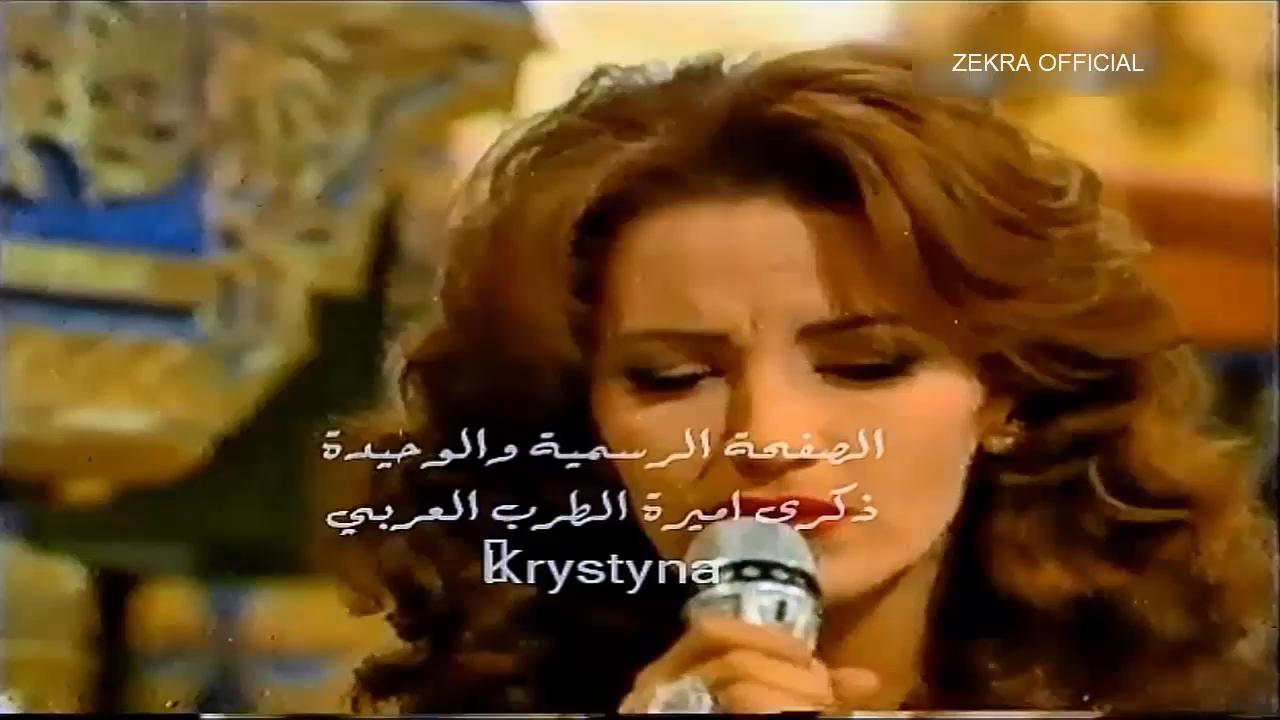 ZEKRA OFFICIAL
الصفحة الرسمية والوحيدة
ذكرى اميرة الطرب العربي
Krystyna